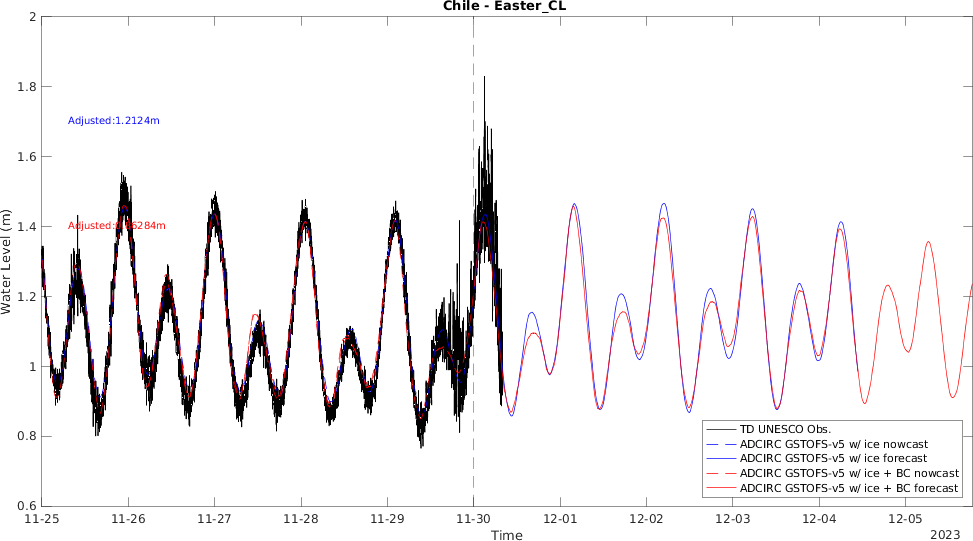 Chile - Easter_CL
2
1.8
1.6
1.4
1.2
1
0.8
0.6
Water Level (m)
Adjusted:1.2124m
11-25
11-26
11-27
11-28
11-29
11-30
12-01
12-02
12-03
12-04
12-05
Time
2023
TD UNESCO Obs.
ADCIRC GSTOFS-v5 w/ ice nowcast
ADCIRC GSTOFS-v5 w/ ice forecast
ADCIRC GSTOFS-v5 w/ ice + BC nowcast
ADCIRC GSTOFS-v5 w/ ice + BC forecast